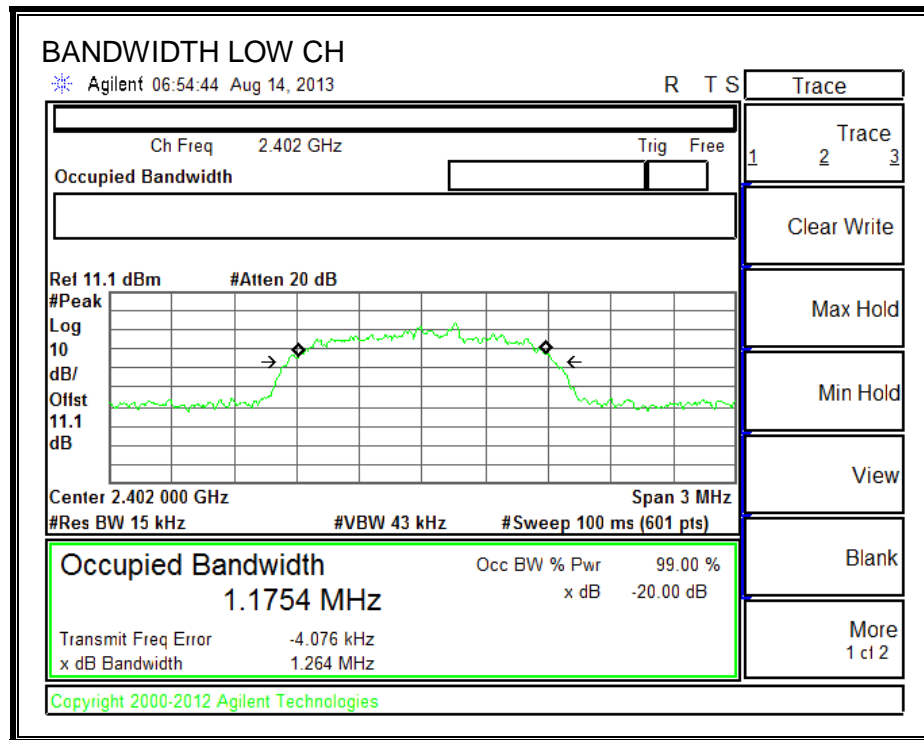 BANDWIDTH LOW CH
Agilent 06:54:44 Aug 14, 2013 R T S
Ch Freq 2.402 GHz Trig Free
Occupied Bandwidth
Ref 11.1 dBm #Atten 20 dB
#Peak
Log
10
dB/
Offst
11.1
dB
Center 2.402 000 GHz Span 3 MHz
#Res BW 15 kHz #VBW 43 kHz #Sweep 100 ms (601 pts)
Occupied Bandwidth Occ BW % Pwr 99.00 %
1.1754 MHz x dB -20.00 dB
Transmit Freq Error -4.076 kHz
x dB Bandwidth 1.264 MHz
Copyright 2000-2012 Agilent Technologies
Trace
Trace
1 2 3
Clear Write
Max Hold
Min Hold
View
Blank
More
1 of 2